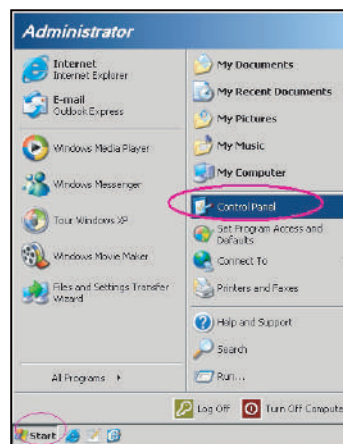 Administrator
Internet
Internet Explorer
E-mail
Outlook Express
Windows Media Player
Windows Messenger
Tour Windows XP
Windows Movie Maker
Files and Settings Transfer
Wizard
All Programs
My Documents
My Recent Documents
My Pictures
My Music
My Computer
Control Panel
Set Program Access and
Defaults
Connect To
Printers and Faxes
Help and Support
Search
Run...
Log Off
Turn Off Compute
Start